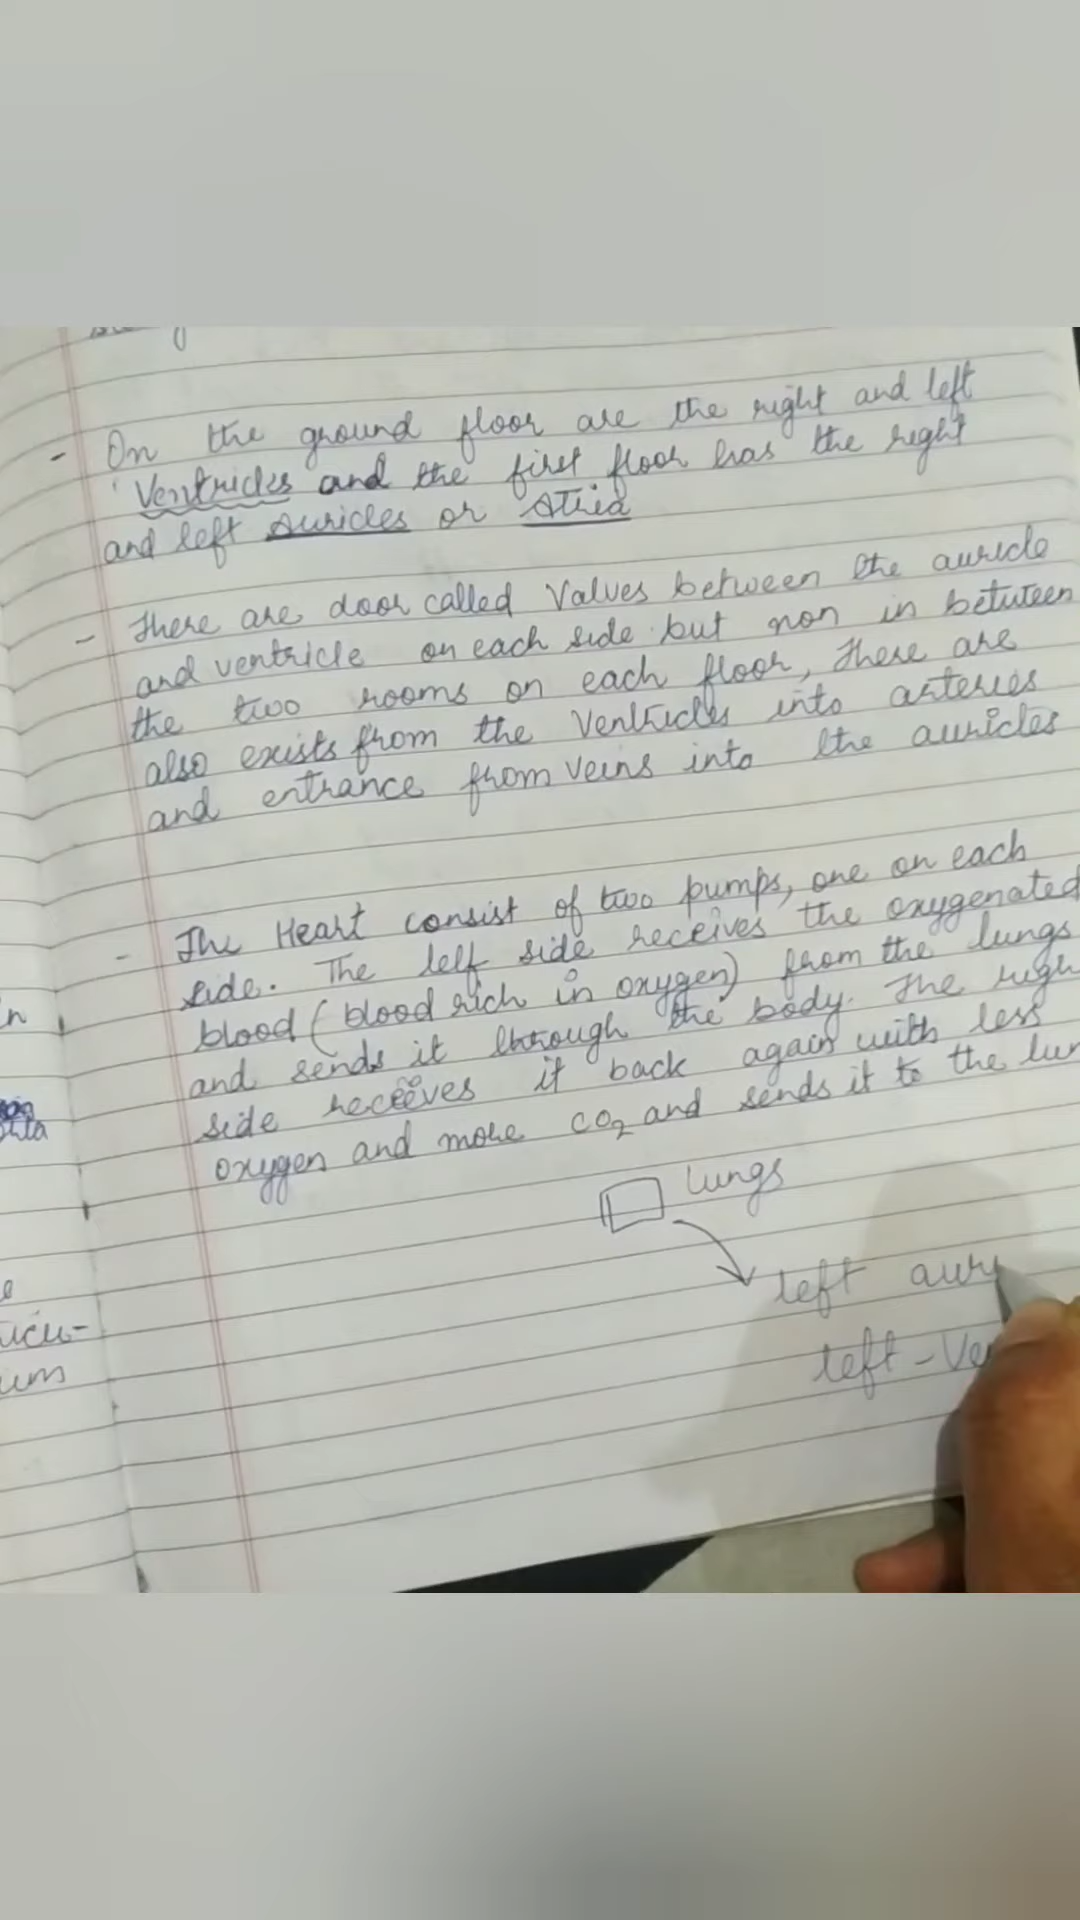 - On the ground floor are the right and left
Ventricles and the first floor has the right
and left auricles or atria
- There are door called Valves between the auricle
and ventricle on each side but non in between
the two rooms on each floor, There are
also exists from the Ventricles into arteries
and entrance from veins into the auricles
- The Heart consist of two pumps, one on each
side. The left side receives the oxygenated
blood (blood rich in oxygen) from the lungs
and sends it through the body. The righ
side receives it back again with less
oxygen and more CO2 and sends it to the lun
lungs
left aur
left-ve
ucu-
ums